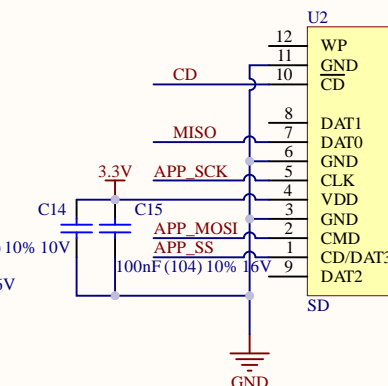 U2
12 WP
11 GND
CD 10 CD
8 DAT1
MISO 7 DAT0
6 GND
3.3V APP_SCK 5 CLK
4 VDD
C14 C15 3 GND
APP_MOSI 2 CMD
10% 10V APP_SS 1 CD/DAT3
100nF (104) 10% 16V 9 DAT2
V
SD
GND